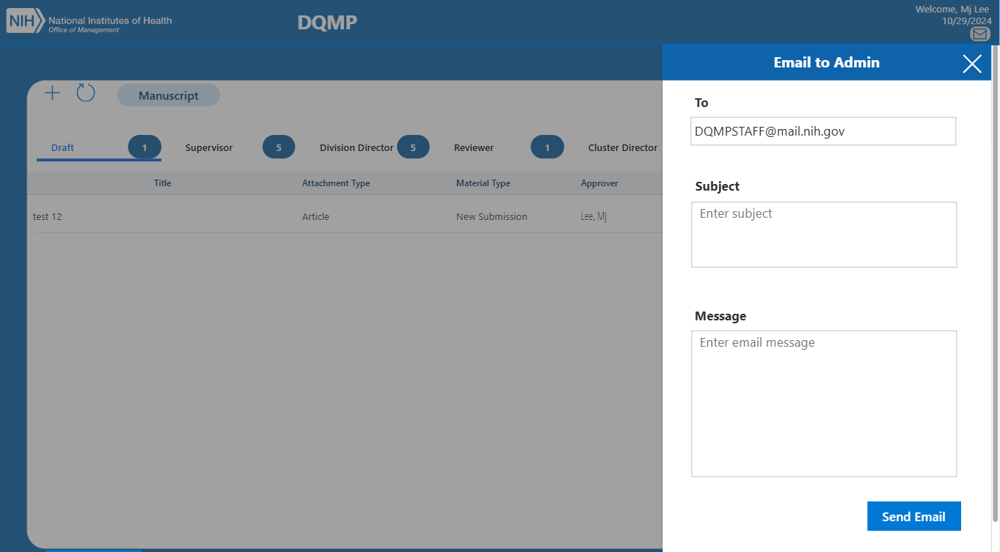 NIH National Institutes of Health
Office of Management
DQMP
Welcome, Mj Lee
10/29/2024
Email to Admin
Manuscript
To
DQMPSTAFF@mail.nih.gov
Draft 1 Supervisor 5 Division Director 5 Reviewer 1 Cluster Director
Title Attachment Type Material Type Approver
test 12 Article New Submission Lee, Mj
Subject
Enter subject
Message
Enter email message
Send Email